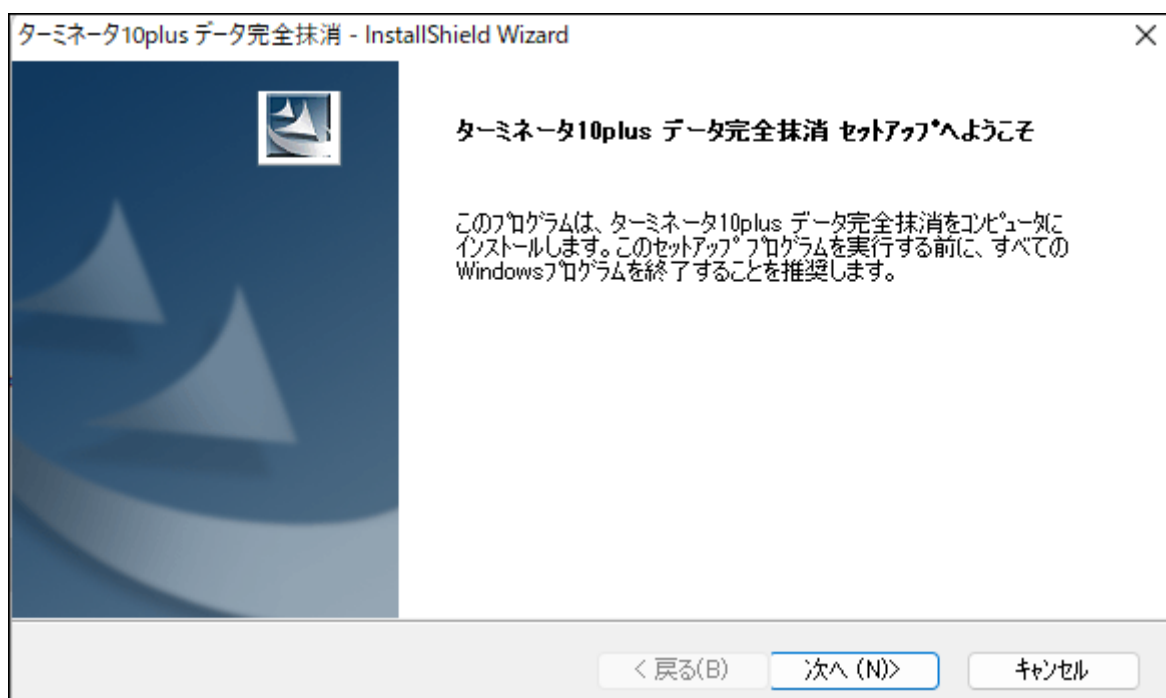 ターミネータ10plus データ完全抹消 - InstallShield Wizard
ターミネータ10plus データ完全抹消 ｾｯﾄｱｯﾌﾟへようこそ
このﾌﾟﾛｸﾞﾗﾑは、ターミネータ10plus データ完全抹消をｺﾝﾋﾟｭｰﾀに
ｲﾝｽﾄｰﾙします。このｾｯﾄｱｯﾌﾟ ﾌﾟﾛｸﾞﾗﾑを実行する前に、すべての
Windowsﾌﾟﾛｸﾞﾗﾑを終了することを推奨します。
< 戻る(B)
次へ (N)>
ｷｬﾝｾﾙ